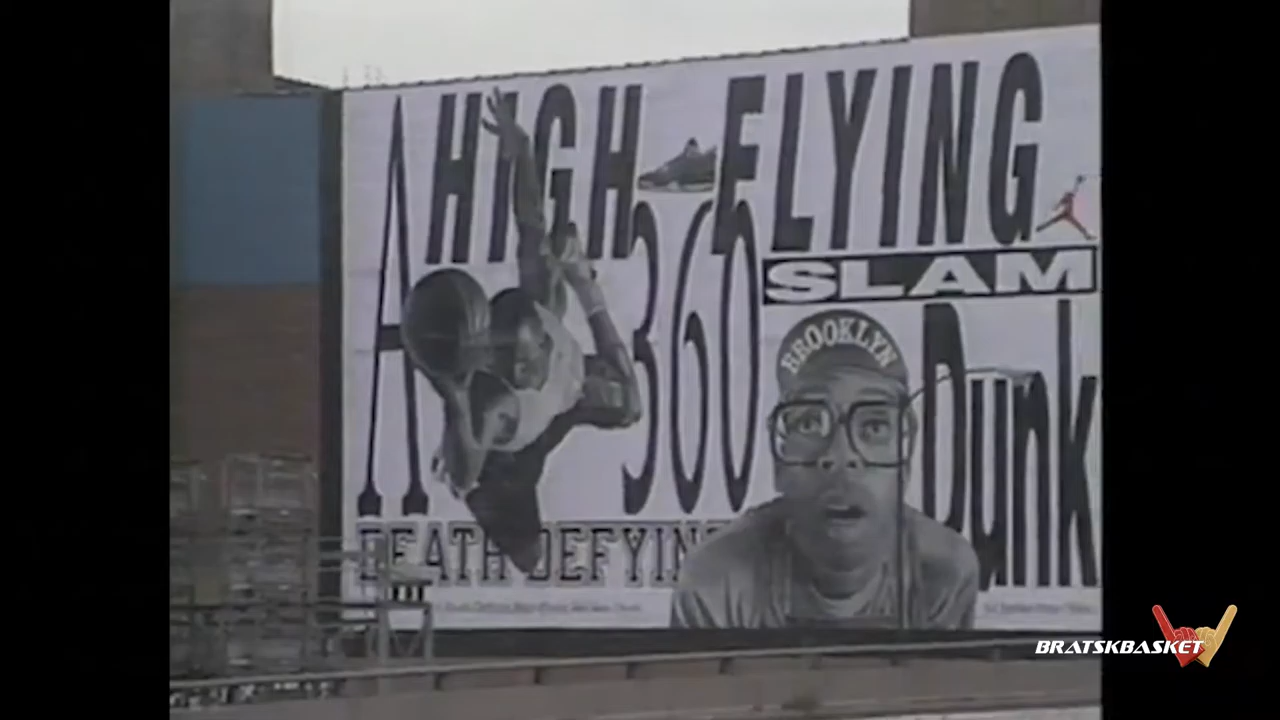 A HIGH FLYING
360
SLAM
BROOKLYN
Dunk
DEATH DEFYIN
BRATSKBASKET